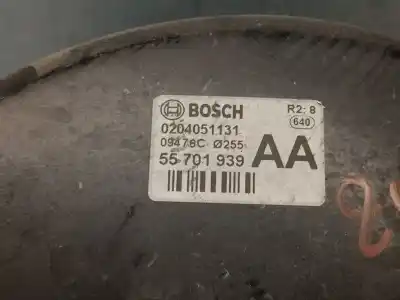 BOSCH R2: 8
0204051131 640
09478C Ø255
55 701 939 AA